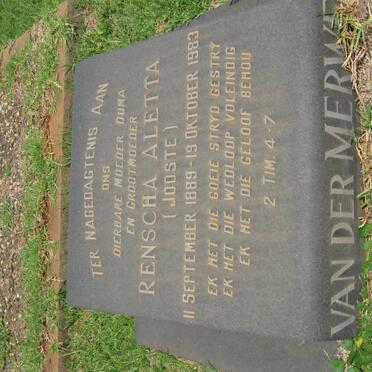 TER NAGEDAGTENIS AAN
ONS
DIERBARE MOEDER OUMA
EN GROOTMOEDER
RENSCHA ALETTA
(JOOSTE)
11 SEPTEMBER 1889-19 OKTOBER 1983
EK HET DIE GOEIE STRYD GESTRY
EK HET DIE WEDLOOP VOLEINDIG
EK HET DIE GELOOF BEHOU
2 TIM. 4-7
VAN DER MERWE